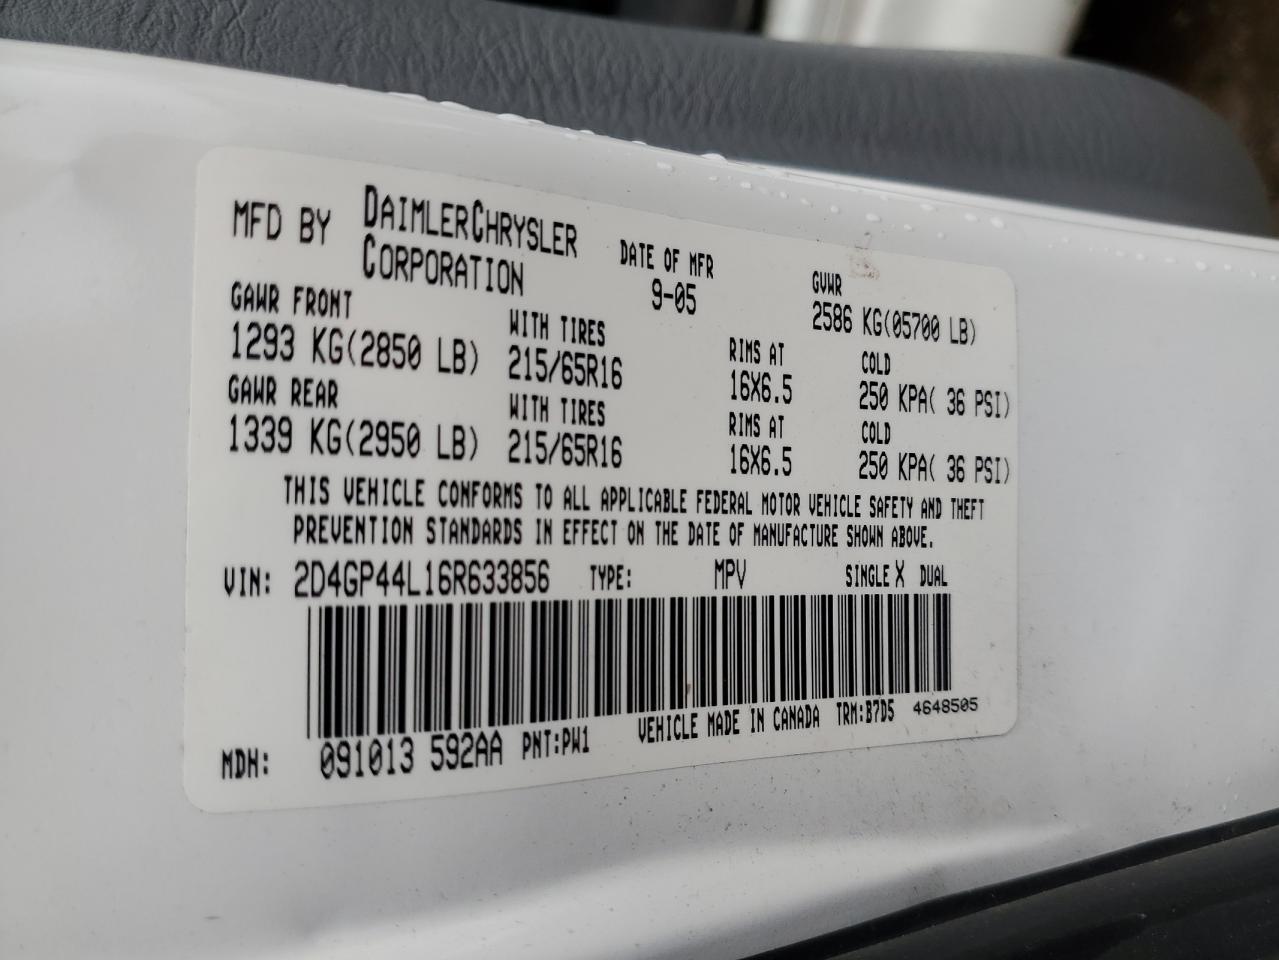 MFD BY DAIMLERCHRYSLER CORPORATION DATE OF MFR 9-05 GVWR 2586 KG(05700 LB)
GAWR FRONT WITH TIRES RIMS AT COLD
1293 KG(2850 LB) 215/65R16 16X6.5 250 KPA( 36 PSI)
GAWR REAR WITH TIRES RIMS AT COLD
1339 KG(2950 LB) 215/65R16 16X6.5 250 KPA( 36 PSI)
THIS VEHICLE CONFORMS TO ALL APPLICABLE FEDERAL MOTOR VEHICLE SAFETY AND THEFT
PREVENTION STANDARDS IN EFFECT ON THE DATE OF MANUFACTURE SHOWN ABOVE.
VIN: 2D4GP44L16R633856 TYPE: MPV SINGLE X DUAL
MDH: 091013 592AA PNT:PW1 VEHICLE MADE IN CANADA TRM:B7D5 4648505